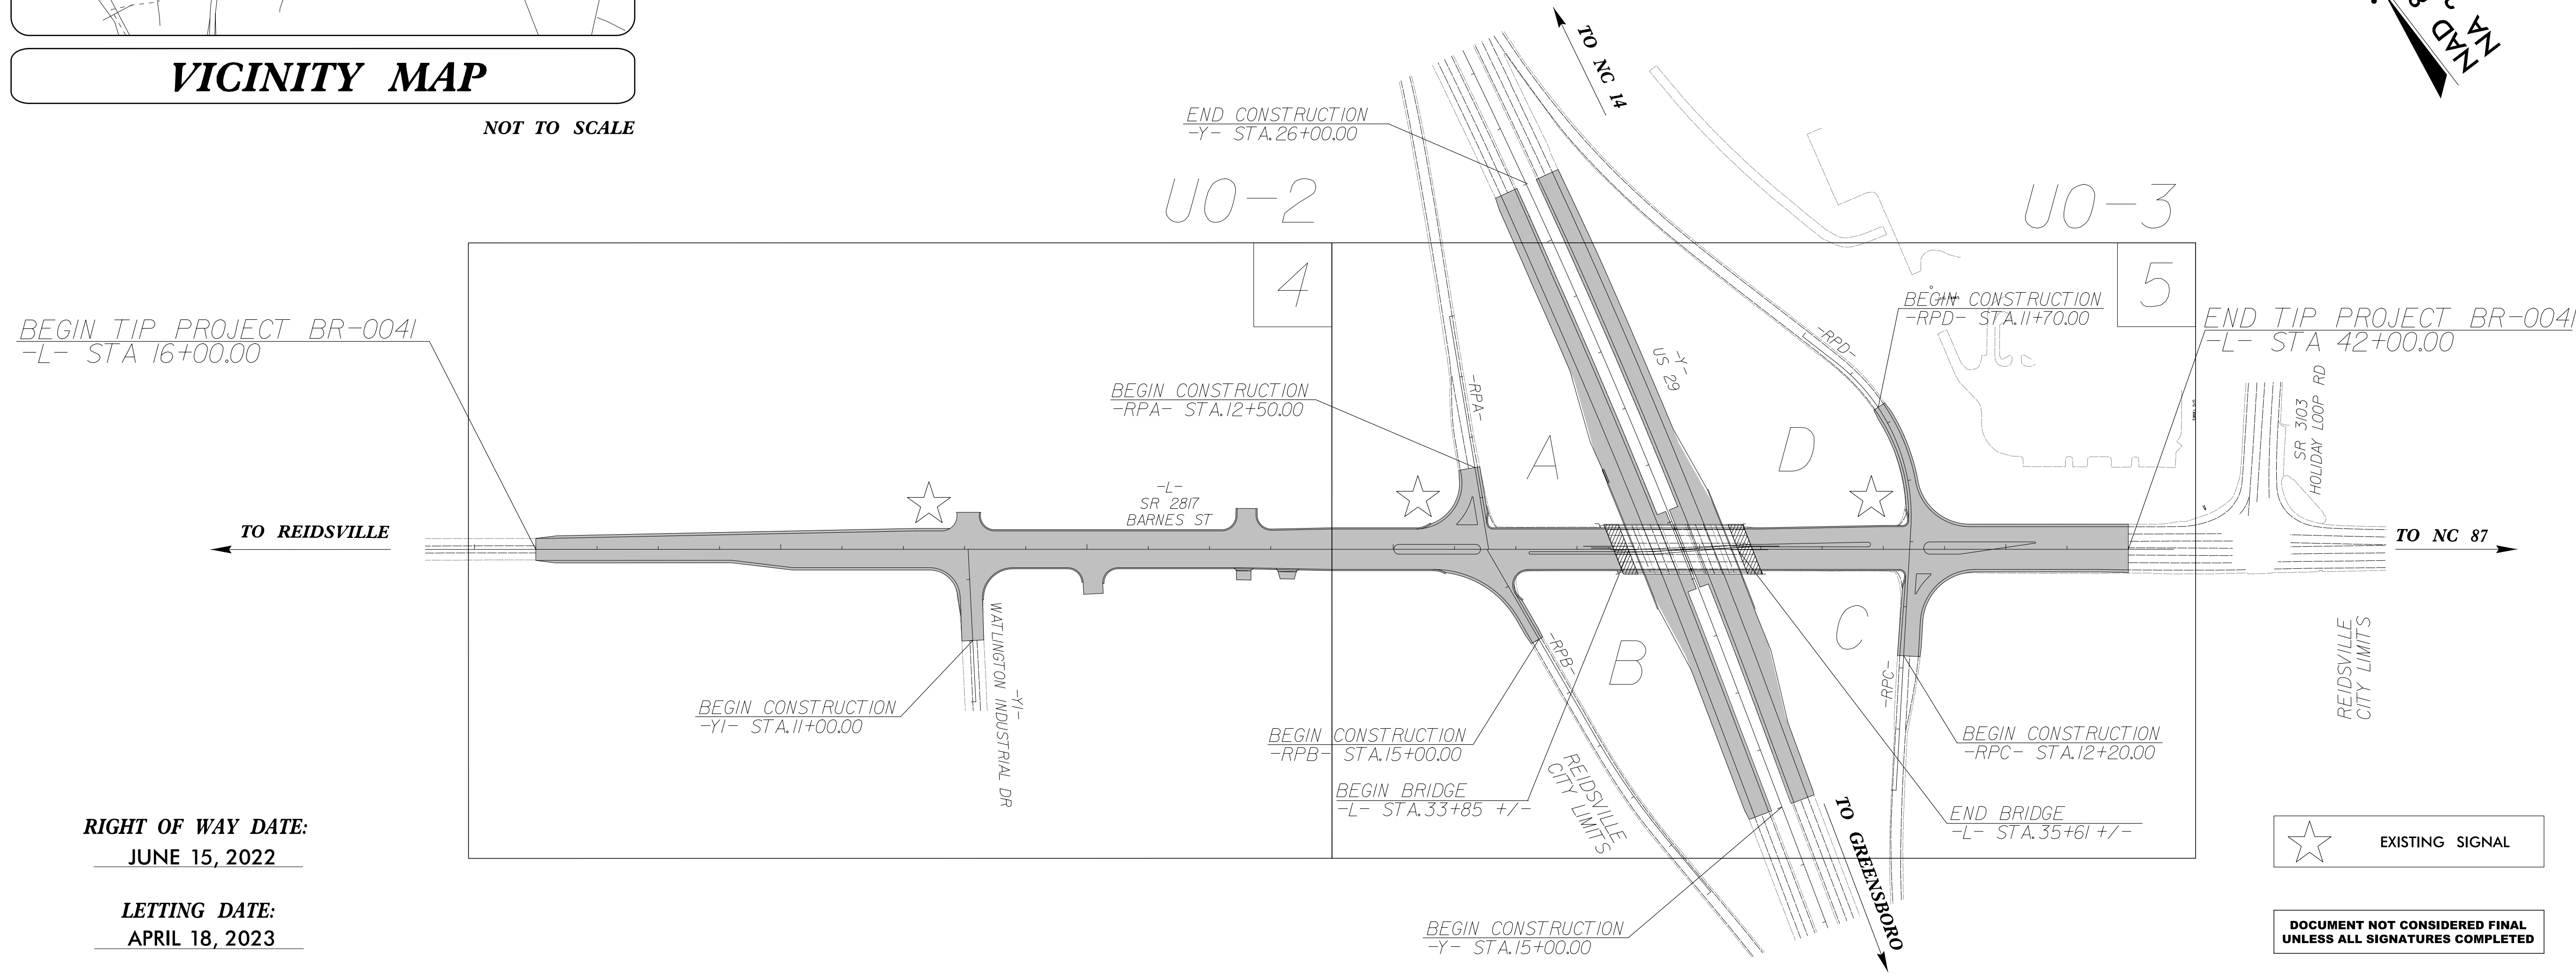 VICINITY MAP
NOT TO SCALE
TO NC 14
NAD
NA
END CONSTRUCTION
-Y- STA.26+00.00
UO-2
UO-3
4
5
BEGIN TIP PROJECT BR-0041
-L- STA 16+00.00
BEGIN CONSTRUCTION
-RPD- STA.11+70.00
END TIP PROJECT BR-0041
-L- STA 42+00.00
-RPD-
-Y-
US 29
BEGIN CONSTRUCTION
-RPA- STA.12+50.00
-RPA-
SR 3103
HOLIDAY LOOP RD
A
D
-L-
SR 2817
BARNES ST
TO REIDSVILLE
TO NC 87
-Y1-
WATLINGTON INDUSTRIAL DR
-RPB-
B
C
-RPC-
REIDSVILLE
CITY LIMITS
BEGIN CONSTRUCTION
-Y1- STA.11+00.00
BEGIN CONSTRUCTION
-RPB- STA.15+00.00
BEGIN CONSTRUCTION
-RPC- STA.12+20.00
REIDSVILLE
CITY LIMITS
BEGIN BRIDGE
-L- STA.33+85 +/-
END BRIDGE
-L- STA.35+61 +/-
TO GREENSBORO
RIGHT OF WAY DATE:
JUNE 15, 2022
EXISTING SIGNAL
LETTING DATE:
APRIL 18, 2023
BEGIN CONSTRUCTION
-Y- STA.15+00.00
DOCUMENT NOT CONSIDERED FINAL
UNLESS ALL SIGNATURES COMPLETED